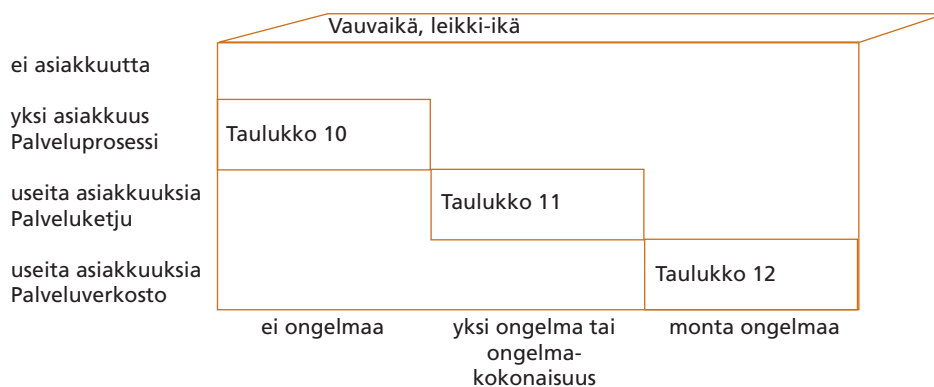 Vauvaikä, leikki-ikä
ei asiakkuutta
yksi asiakkuus
Palveluprosessi
Taulukko 10
useita asiakkuuksia
Palveluketju
Taulukko 11
useita asiakkuuksia
Palveluverkosto
Taulukko 12
ei ongelmaa
yksi ongelma tai
ongelma-
kokonaisuus
monta ongelmaa